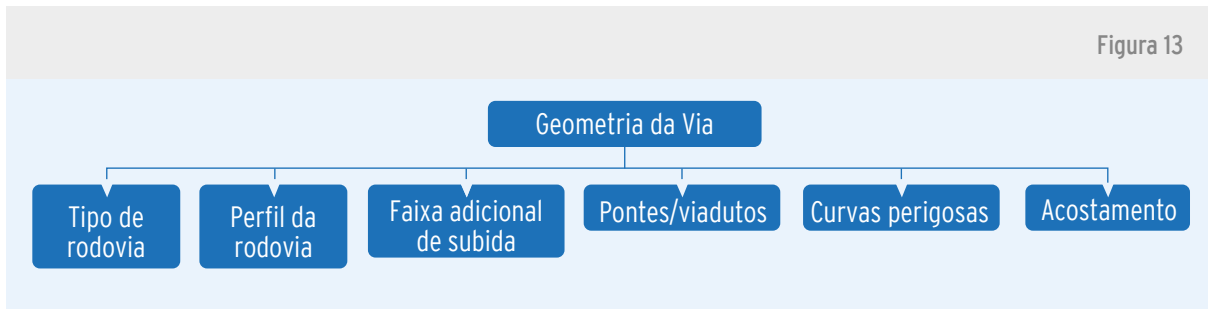 Figura 13
Geometria da Via
Tipo de
rodovia
Perfil da
rodovia
Faixa adicional
de subida
Pontes/viadutos
Curvas perigosas
Acostamento